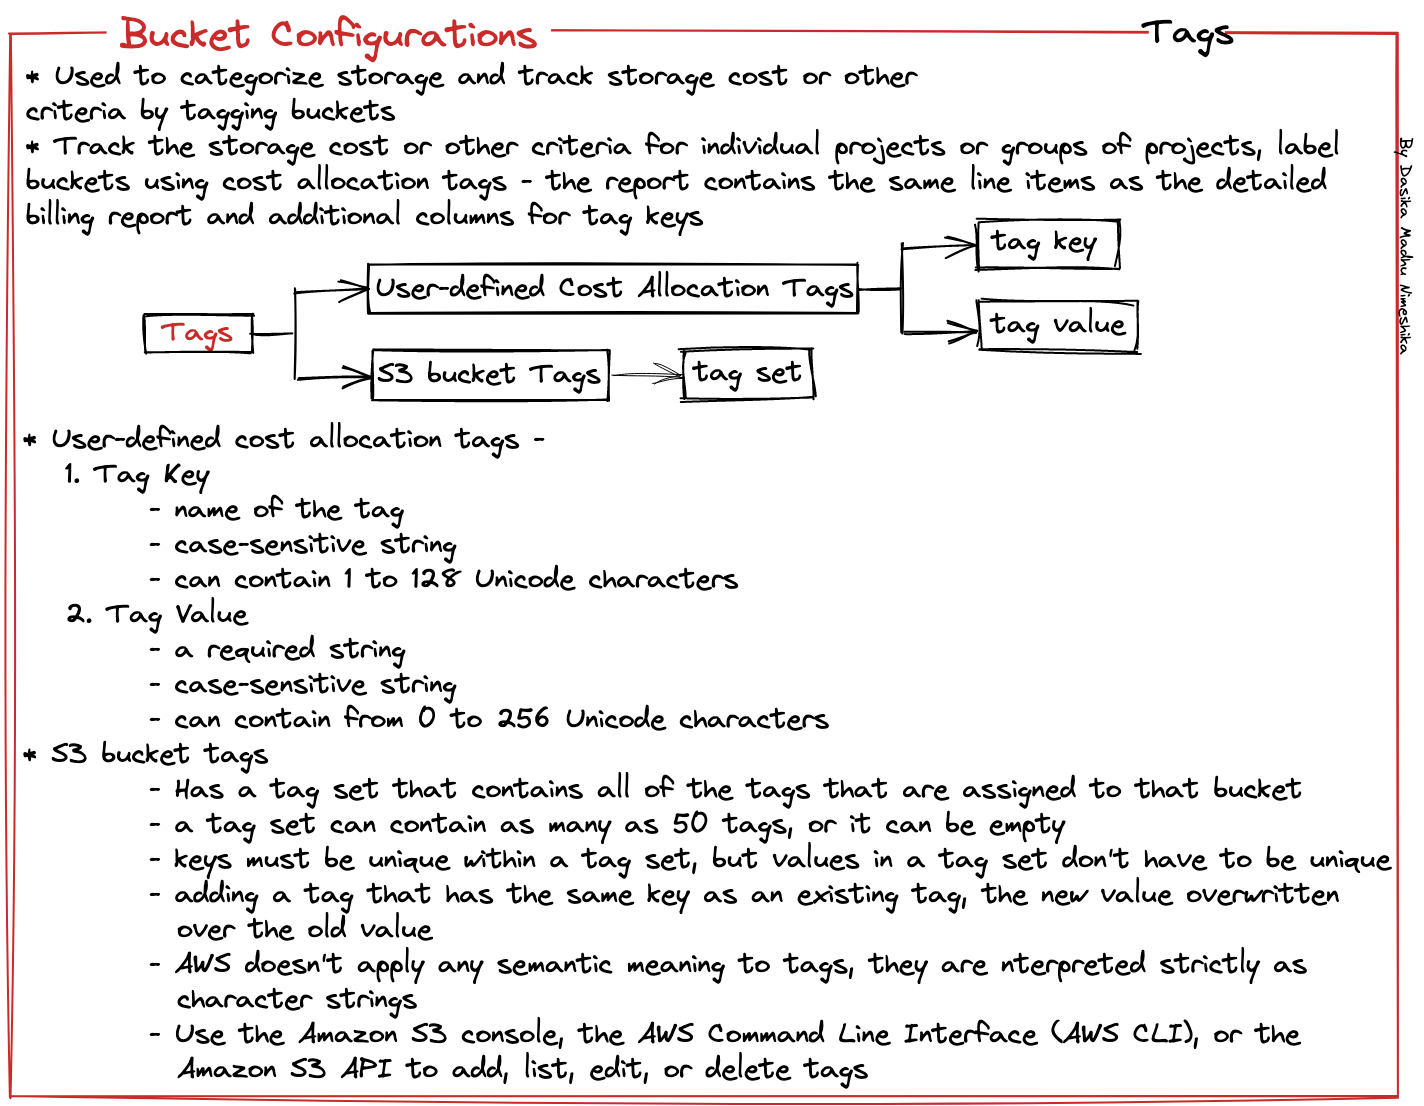 Bucket Configurations
Tags
* Used to categorize storage and track storage cost or other
criteria by tagging buckets
* Track the storage cost or other criteria for individual projects or groups of projects, label
buckets using cost allocation tags - the report contains the same line items as the detailed
billing report and additional columns for tag keys
Tags
User-defined Cost Allocation Tags
tag key
tag value
S3 bucket Tags
tag set
* User-defined cost allocation tags -
1. Tag Key
- name of the tag
- case-sensitive string
- can contain 1 to 128 Unicode characters
2. Tag Value
- a required string
- case-sensitive string
- can contain from 0 to 256 Unicode characters
* S3 bucket tags
- Has a tag set that contains all of the tags that are assigned to that bucket
- a tag set can contain as many as 50 tags, or it can be empty
- keys must be unique within a tag set, but values in a tag set don't have to be unique
- adding a tag that has the same key as an existing tag, the new value overwritten
over the old value
- AWS doesn't apply any semantic meaning to tags, they are nterpreted strictly as
character strings
- Use the Amazon S3 console, the AWS Command Line Interface (AWS CLI), or the
Amazon S3 API to add, list, edit, or delete tags
By Dasika Madhu Nimeshika